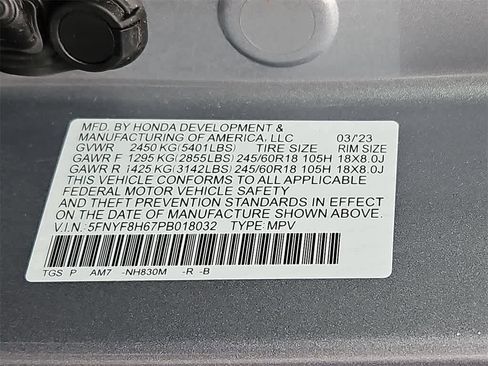 MFD. BY HONDA DEVELOPMENT &
MANUFACTURING OF AMERICA, LLC 03/'23
GVWR 2450 KG(5401LBS) TIRE SIZE RIM SIZE
GAWR F 1295 KG(2855LBS) 245/60R18 105H 18X8.0J
GAWR R 1425 KG(3142LBS) 245/60R18 105H 18X8.0J
THIS VEHICLE CONFORMS TO ALL APPLICABLE
FEDERAL MOTOR VEHICLE SAFETY
AND THEFT PREVENTION STANDARDS IN EFFECT
ON THE DATE OF MANUFACTURE SHOWN ABOVE.
V.I.N.: 5FNYF8H67PB018032 TYPE: MPV
TGS P AM7 -NH830M -R -B